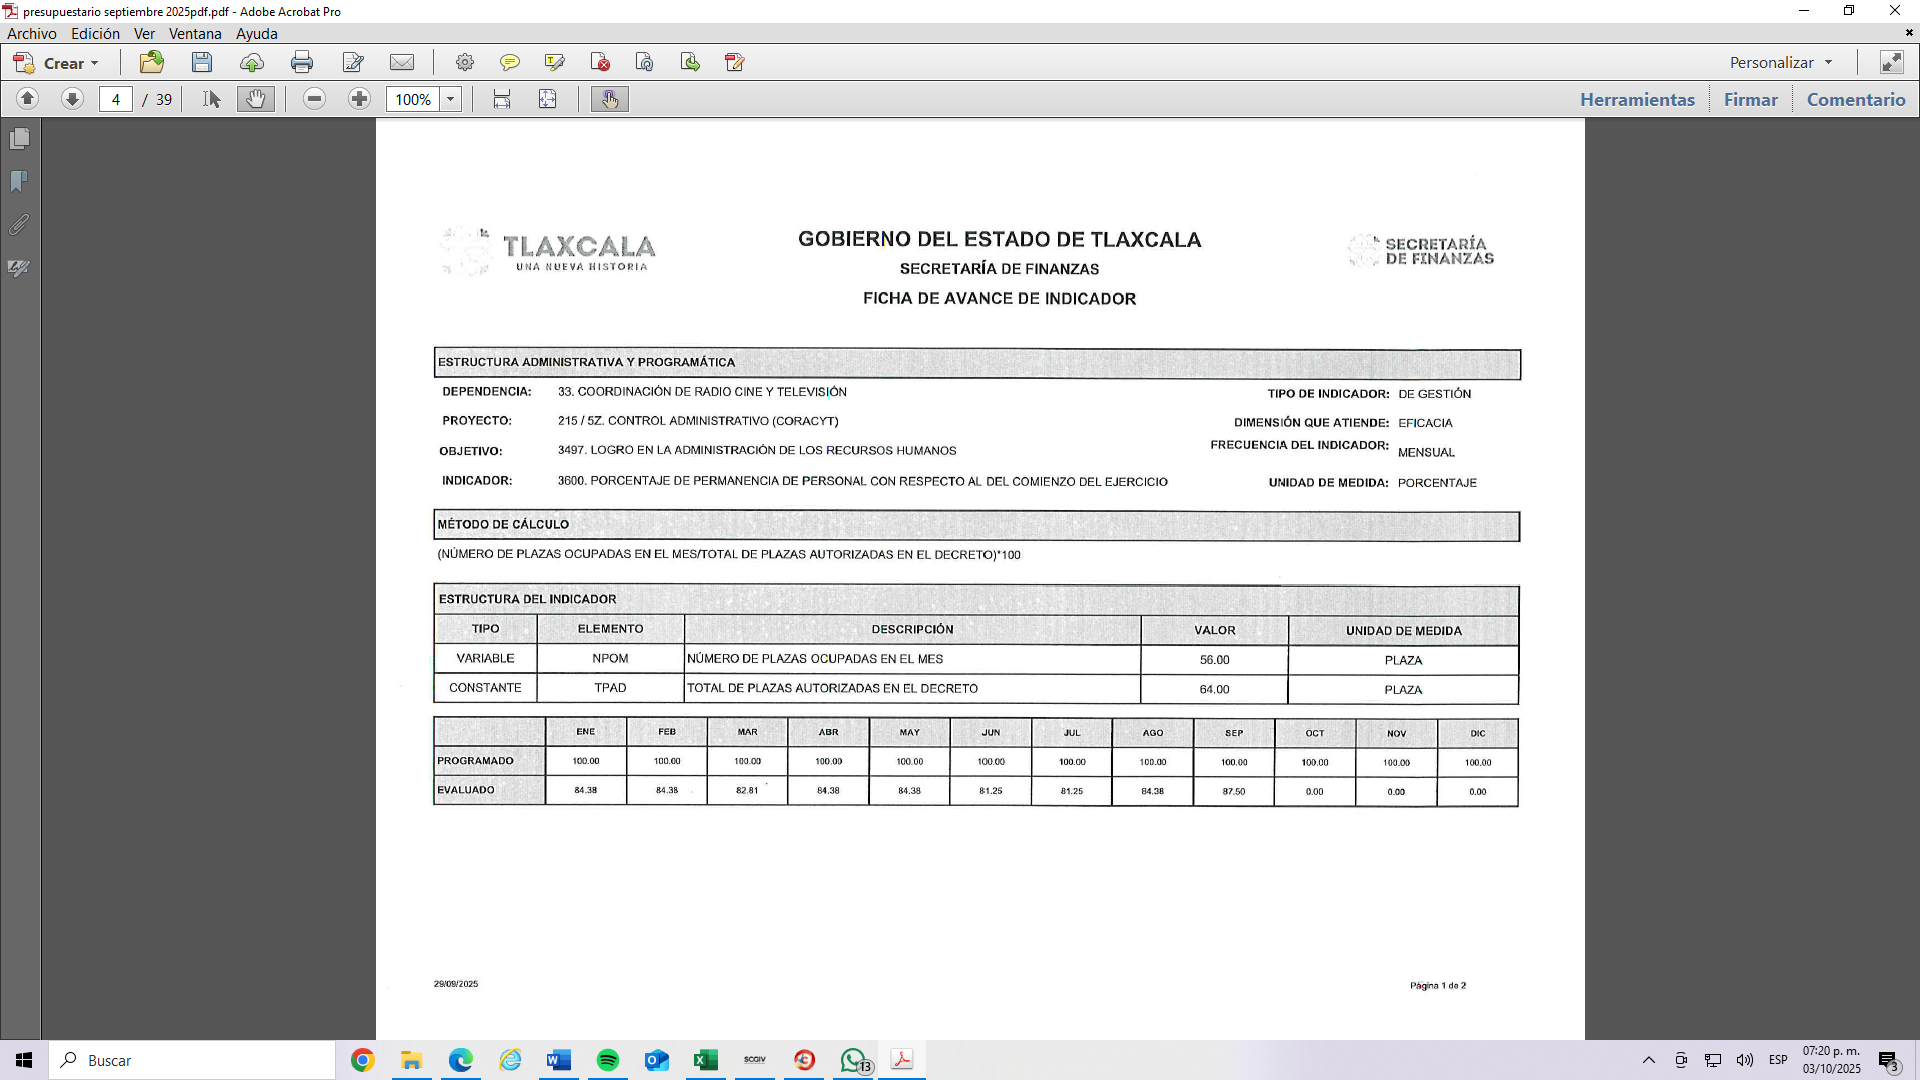 presupuestario septiembre 2025pdf.pdf - Adobe Acrobat Pro
Archivo Edición Ver Ventana Ayuda
Crear Personalizar
4 / 39 100% Herramientas Firmar Comentario
TLAXCALA
UNA NUEVA HISTORIA
GOBIERNO DEL ESTADO DE TLAXCALA
SECRETARÍA DE FINANZAS
FICHA DE AVANCE DE INDICADOR
SECRETARÍA
DE FINANZAS
ESTRUCTURA ADMINISTRATIVA Y PROGRAMÁTICA
DEPENDENCIA: 33. COORDINACIÓN DE RADIO CINE Y TELEVISIÓN TIPO DE INDICADOR: DE GESTIÓN
PROYECTO: 215 / 5Z. CONTROL ADMINISTRATIVO (CORACYT) DIMENSIÓN QUE ATIENDE: EFICACIA
OBJETIVO: 3497. LOGRO EN LA ADMINISTRACIÓN DE LOS RECURSOS HUMANOS FRECUENCIA DEL INDICADOR: MENSUAL
INDICADOR: 3600. PORCENTAJE DE PERMANENCIA DE PERSONAL CON RESPECTO AL DEL COMIENZO DEL EJERCICIO UNIDAD DE MEDIDA: PORCENTAJE
MÉTODO DE CÁLCULO
(NÚMERO DE PLAZAS OCUPADAS EN EL MES/TOTAL DE PLAZAS AUTORIZADAS EN EL DECRETO)*100
ESTRUCTURA DEL INDICADOR
TIPO ELEMENTO DESCRIPCIÓN VALOR UNIDAD DE MEDIDA
VARIABLE NPOM NÚMERO DE PLAZAS OCUPADAS EN EL MES 56.00 PLAZA
CONSTANTE TPAD TOTAL DE PLAZAS AUTORIZADAS EN EL DECRETO 64.00 PLAZA
ENE FEB MAR ABR MAY JUN JUL AGO SEP OCT NOV DIC
PROGRAMADO 100.00 100.00 100.00 100.00 100.00 100.00 100.00 100.00 100.00 100.00 100.00 100.00
EVALUADO 84.38 84.38 82.81 84.38 84.38 81.25 81.25 84.38 87.50 0.00 0.00 0.00
29/09/2025 Página 1 de 2
Buscar
SCGIV
13
ESP
07:20 p. m.
03/10/2025
3